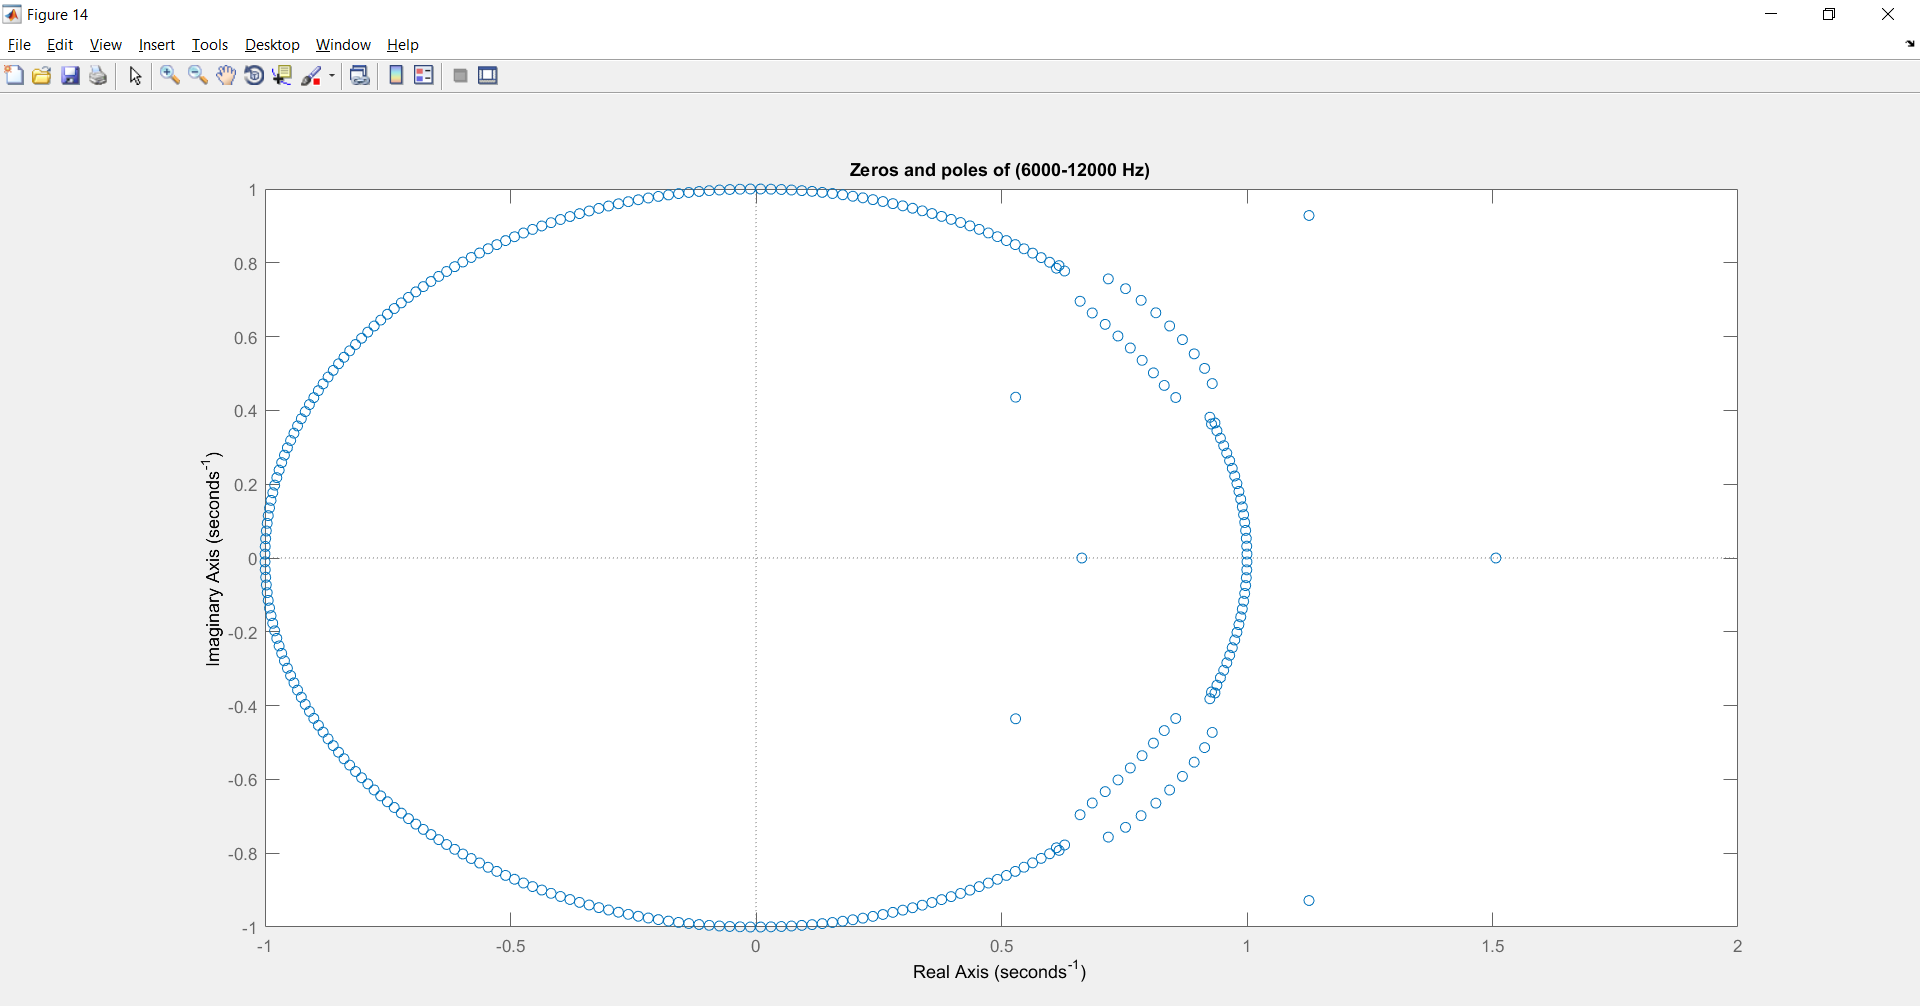 Figure 14
File Edit View Insert Tools Desktop Window Help
Zeros and poles of (6000-12000 Hz)
1
0.8
0.6
0.4
0.2
0
-0.2
-0.4
-0.6
-0.8
-1
Imaginary Axis (seconds⁻¹)
-1 -0.5 0 0.5 1 1.5 2
Real Axis (seconds⁻¹)